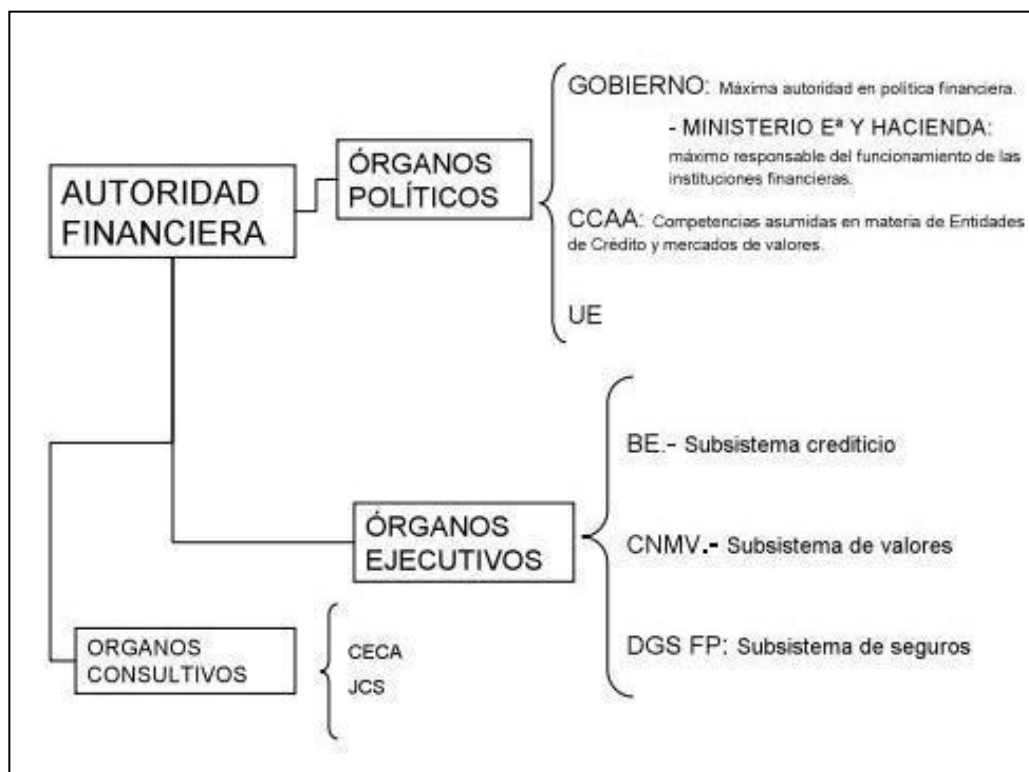 AUTORIDAD
FINANCIERA
ÓRGANOS
POLÍTICOS
GOBIERNO: Máxima autoridad en política financiera.
- MINISTERIO Eª Y HACIENDA:
máximo responsable del funcionamiento de las
instituciones financieras.
CCAA: Competencias asumidas en materia de Entidades
de Crédito y mercados de valores.
UE
ÓRGANOS
EJECUTIVOS
BE.- Subsistema crediticio
CNMV.- Subsistema de valores
DGS FP: Subsistema de seguros
ORGANOS
CONSULTIVOS
CECA
JCS